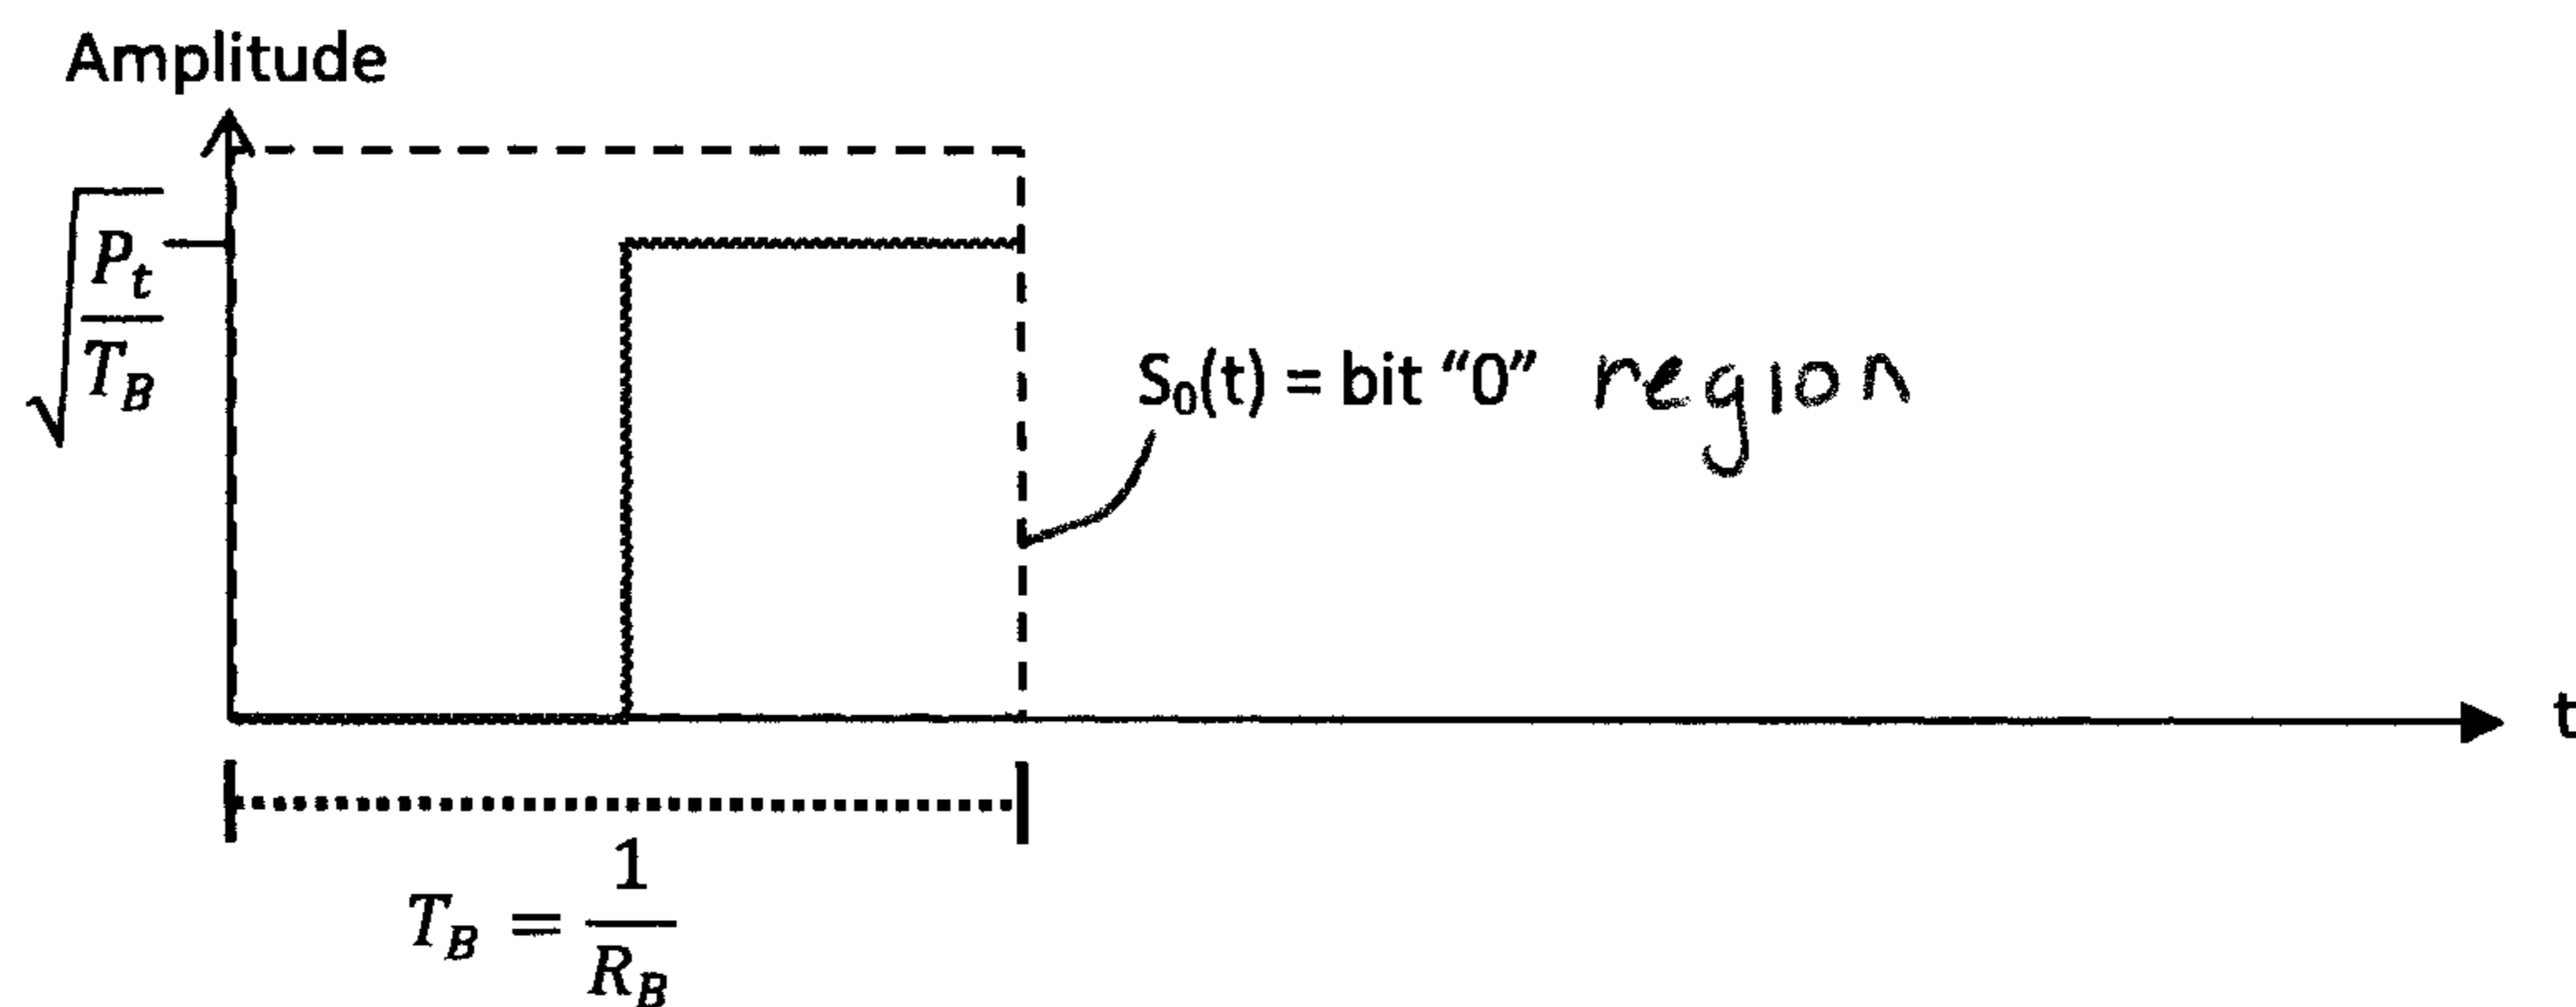 Amplitude
√(P_t/T_B)
S₀(t) = bit “0” region
t
T_B = 1/R_B